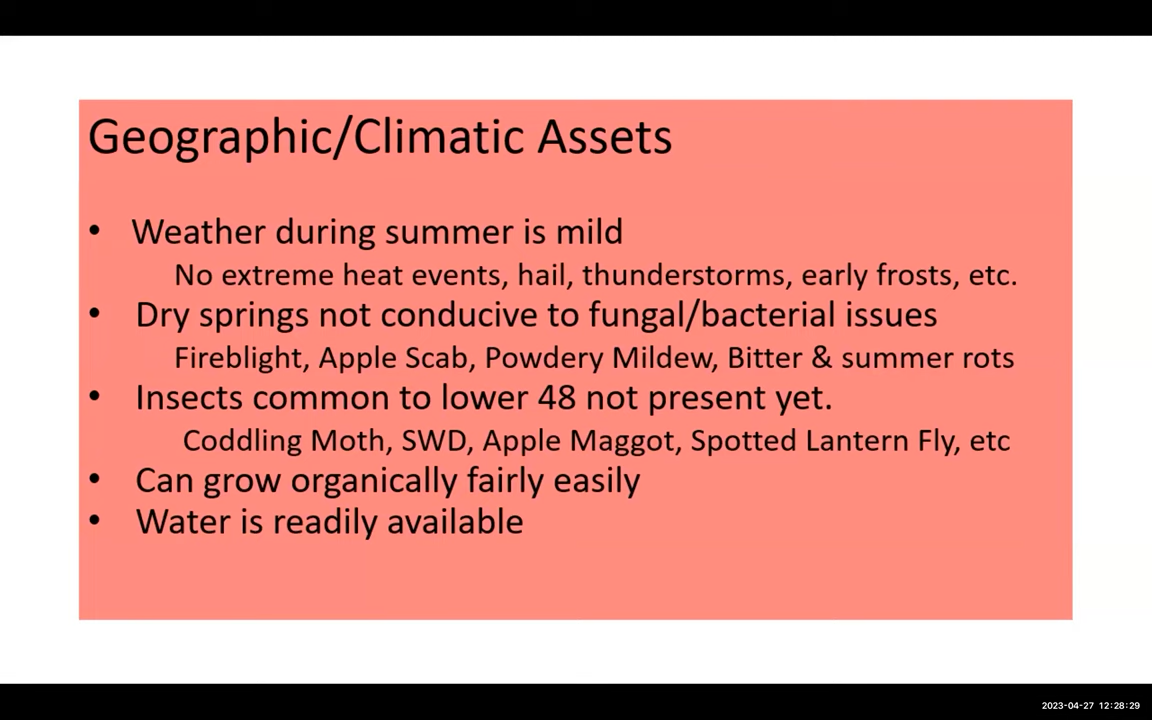 Geographic/Climatic Assets
• Weather during summer is mild
No extreme heat events, hail, thunderstorms, early frosts, etc.
• Dry springs not conducive to fungal/bacterial issues
Fireblight, Apple Scab, Powdery Mildew, Bitter & summer rots
• Insects common to lower 48 not present yet.
Coddling Moth, SWD, Apple Maggot, Spotted Lantern Fly, etc
• Can grow organically fairly easily
• Water is readily available
2023-04-27 12:28:29